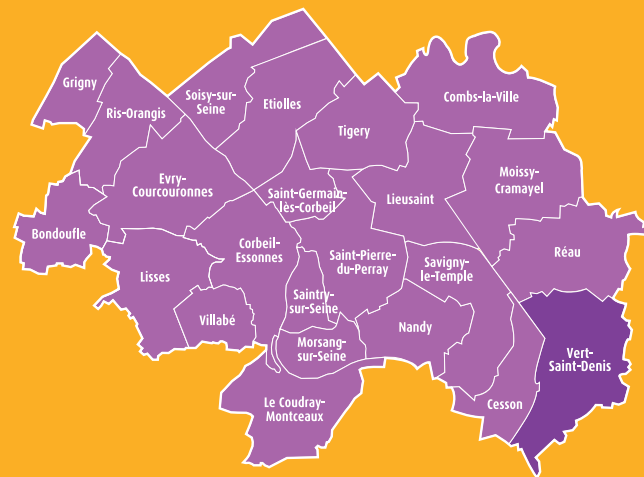 Grigny
Ris-Orangis
Soisy-sur-
Seine
Etiolles
Tigery
Combs-la-Ville
Evry-
Courcouronnes
Saint-Germain-
lès-Corbeil
Lieusaint
Moissy-
Cramayel
Bondoufle
Lisses
Corbeil-
Essonnes
Saint-Pierre-
du-Perray
Savigny-
le-Temple
Réau
Villabé
Saintry-
sur-Seine
Morsang-
sur-Seine
Nandy
Vert-
Saint-Denis
Le Coudray-
Montceaux
Cesson